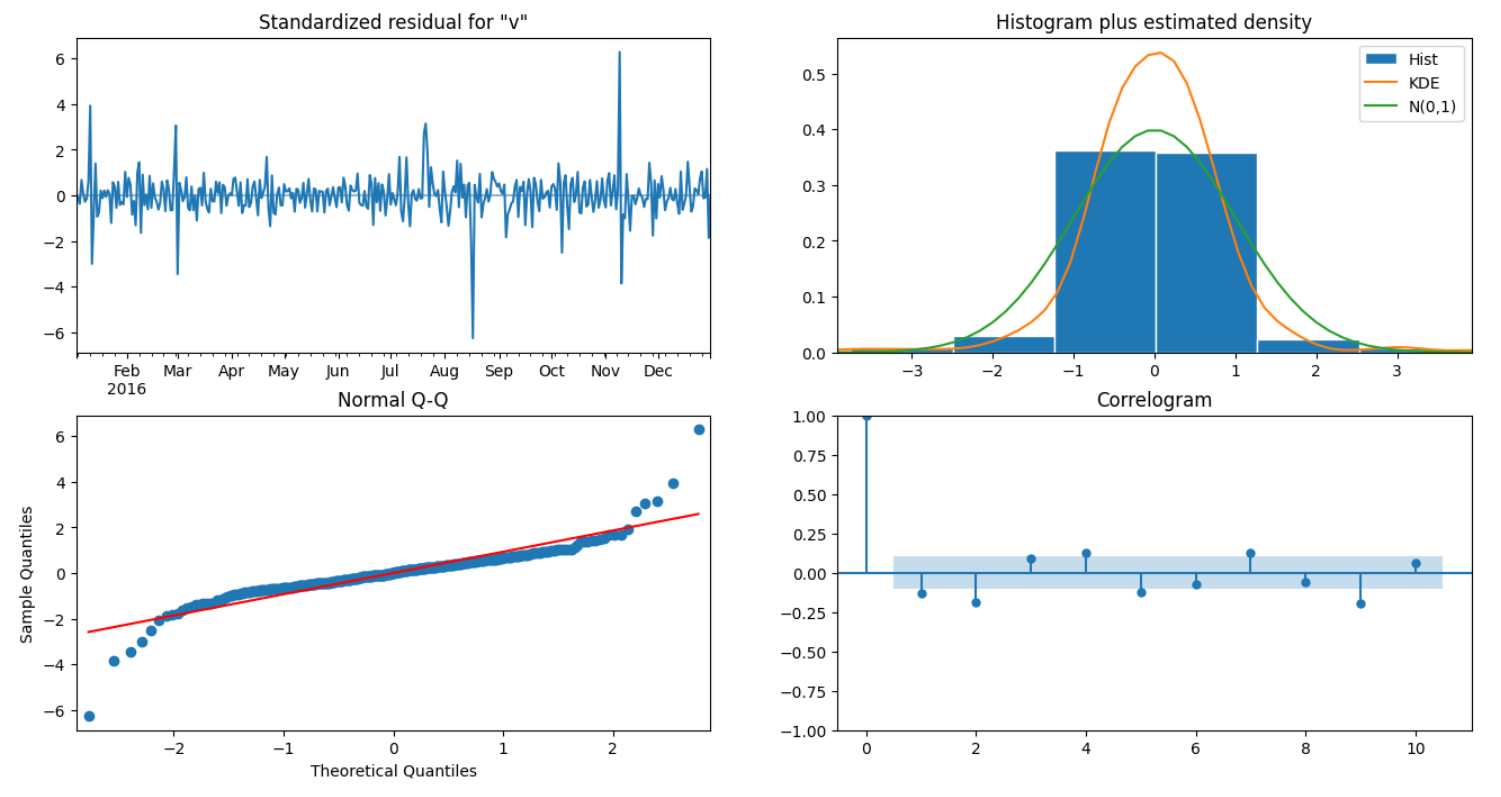 Standardized residual for "v"
6
4
2
0
−2
−4
−6
Feb Mar Apr May Jun Jul Aug Sep Oct Nov Dec
2016
Histogram plus estimated density
0.5
0.4
0.3
0.2
0.1
0.0
Hist
KDE
N(0,1)
−3 −2 −1 0 1 2 3
Normal Q-Q
Sample Quantiles
6
4
2
0
−2
−4
−6
−2 −1 0 1 2
Theoretical Quantiles
Correlogram
1.00
0.75
0.50
0.25
0.00
−0.25
−0.50
−0.75
−1.00
0 2 4 6 8 10